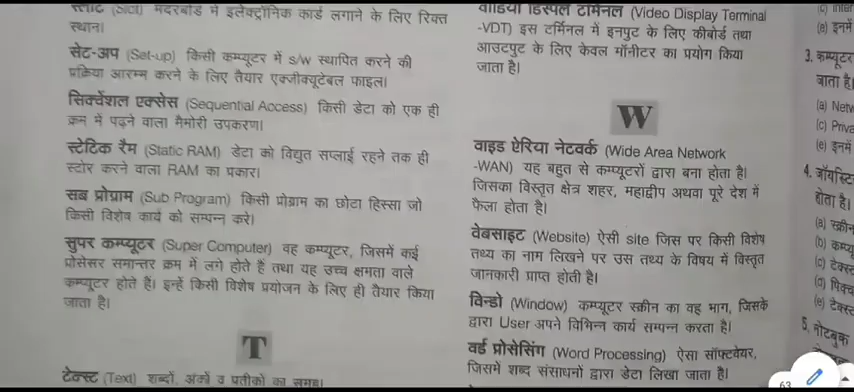 स्लॉट (Slot) मदरबोर्ड में इलेक्ट्रॉनिक कार्ड लगाने के लिए रिक्त
स्थान।
सेट-अप (Set-up) किसी कम्प्यूटर में s/w स्थापित करने की
प्रक्रिया आरम्भ करने के लिए तैयार एक्जीक्यूटेबल फाइल।
सिक्वेंशल एक्सेस (Sequential Access) किसी डेटा को एक ही
क्रम में पढ़ने वाला मैमोरी उपकरण।
स्टेटिक रैम (Static RAM) डेटा को विद्युत सप्लाई रहने तक ही
स्टोर करने वाला RAM का प्रकार।
सब प्रोग्राम (Sub Program) किसी प्रोग्राम का छोटा हिस्सा जो
किसी विशेष कार्य को सम्पन्न करे।
सुपर कम्प्यूटर (Super Computer) वह कम्प्यूटर, जिसमें कई
प्रोसेसर समान्तर क्रम में लगे होते हैं तथा यह उच्च क्षमता वाले
कम्प्यूटर होते हैं। इन्हें किसी विशेष प्रयोजन के लिए ही तैयार किया
जाता है।
T
टेक्स्ट (Text) शब्दों, अंकों व प्रतीकों का समूह।
वीडियो डिस्प्ले टर्मिनल (Video Display Terminal
-VDT) इस टर्मिनल में इनपुट के लिए कीबोर्ड तथा
आउटपुट के लिए केवल मॉनीटर का प्रयोग किया
जाता है।
W
वाइड ऐरिया नेटवर्क (Wide Area Network
-WAN) यह बहुत से कम्प्यूटरों द्वारा बना होता है।
जिसका विस्तृत क्षेत्र शहर, महाद्वीप अथवा पूरे देश में
फैला होता है।
वेबसाइट (Website) ऐसी site जिस पर किसी विशेष
तथ्य का नाम लिखने पर उस तथ्य के विषय में विस्तृत
जानकारी प्राप्त होती है।
विन्डो (Window) कम्प्यूटर स्क्रीन का वह भाग, जिसके
द्वारा User अपने विभिन्न कार्य सम्पन्न करता है।
वर्ड प्रोसेसिंग (Word Processing) ऐसा सॉफ्टवेयर,
जिसमें शब्द संसाधनों द्वारा डेटा लिखा जाता है।
(e) इनमें
3. कम्प्यूटर
जाता है।
(a)
(c)
(e) इनमें
4.
होता है।
(a)
(b)
(c)
(d)
(e)
5. नोटबुक
63